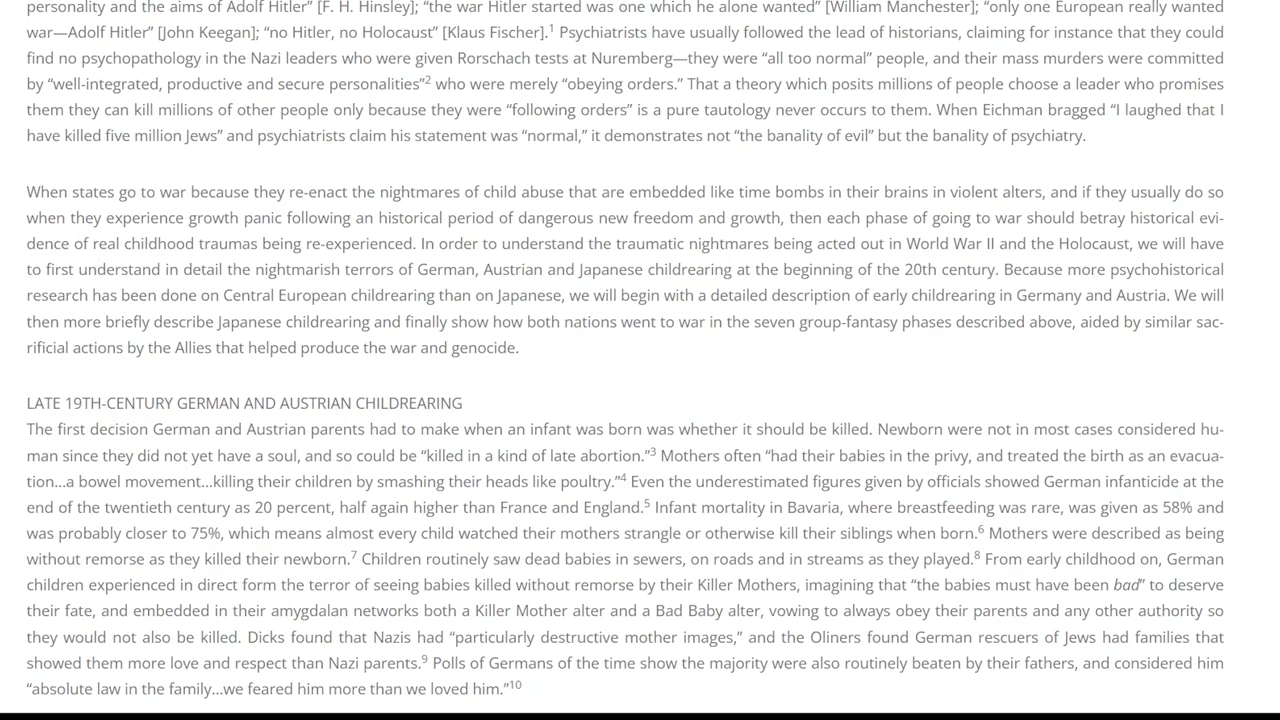 personality and the aims of Adolf Hitler” [F. H. Hinsley]; “the war Hitler started was one which he alone wanted” [William Manchester]; “only one European really wanted
war—Adolf Hitler” [John Keegan]; “no Hitler, no Holocaust” [Klaus Fischer].1 Psychiatrists have usually followed the lead of historians, claiming for instance that they could
find no psychopathology in the Nazi leaders who were given Rorschach tests at Nuremberg—they were “all too normal” people, and their mass murders were committed
by “well-integrated, productive and secure personalities”2 who were merely “obeying orders.” That a theory which posits millions of people choose a leader who promises
them they can kill millions of other people only because they were “following orders” is a pure tautology never occurs to them. When Eichman bragged “I laughed that I
have killed five million Jews” and psychiatrists claim his statement was “normal,” it demonstrates not “the banality of evil” but the banality of psychiatry.
When states go to war because they re-enact the nightmares of child abuse that are embedded like time bombs in their brains in violent alters, and if they usually do so
when they experience growth panic following an historical period of dangerous new freedom and growth, then each phase of going to war should betray historical evi-
dence of real childhood traumas being re-experienced. In order to understand the traumatic nightmares being acted out in World War II and the Holocaust, we will have
to first understand in detail the nightmarish terrors of German, Austrian and Japanese childrearing at the beginning of the 20th century. Because more psychohistorical
research has been done on Central European childrearing than on Japanese, we will begin with a detailed description of early childrearing in Germany and Austria. We will
then more briefly describe Japanese childrearing and finally show how both nations went to war in the seven group-fantasy phases described above, aided by similar sac-
rificial actions by the Allies that helped produce the war and genocide.
LATE 19TH-CENTURY GERMAN AND AUSTRIAN CHILDREARING
The first decision German and Austrian parents had to make when an infant was born was whether it should be killed. Newborn were not in most cases considered hu-
man since they did not yet have a soul, and so could be “killed in a kind of late abortion.”3 Mothers often “had their babies in the privy, and treated the birth as an evacua-
tion...a bowel movement...killing their children by smashing their heads like poultry.”4 Even the underestimated figures given by officials showed German infanticide at the
end of the twentieth century as 20 percent, half again higher than France and England.5 Infant mortality in Bavaria, where breastfeeding was rare, was given as 58% and
was probably closer to 75%, which means almost every child watched their mothers strangle or otherwise kill their siblings when born.6 Mothers were described as being
without remorse as they killed their newborn.7 Children routinely saw dead babies in sewers, on roads and in streams as they played.8 From early childhood on, German
children experienced in direct form the terror of seeing babies killed without remorse by their Killer Mothers, imagining that “the babies must have been bad” to deserve
their fate, and embedded in their amygdalan networks both a Killer Mother alter and a Bad Baby alter, vowing to always obey their parents and any other authority so
they would not also be killed. Dicks found that Nazis had “particularly destructive mother images,” and the Oliners found German rescuers of Jews had families that
showed them more love and respect than Nazi parents.9 Polls of Germans of the time show the majority were also routinely beaten by their fathers, and considered him
“absolute law in the family...we feared him more than we loved him.”10